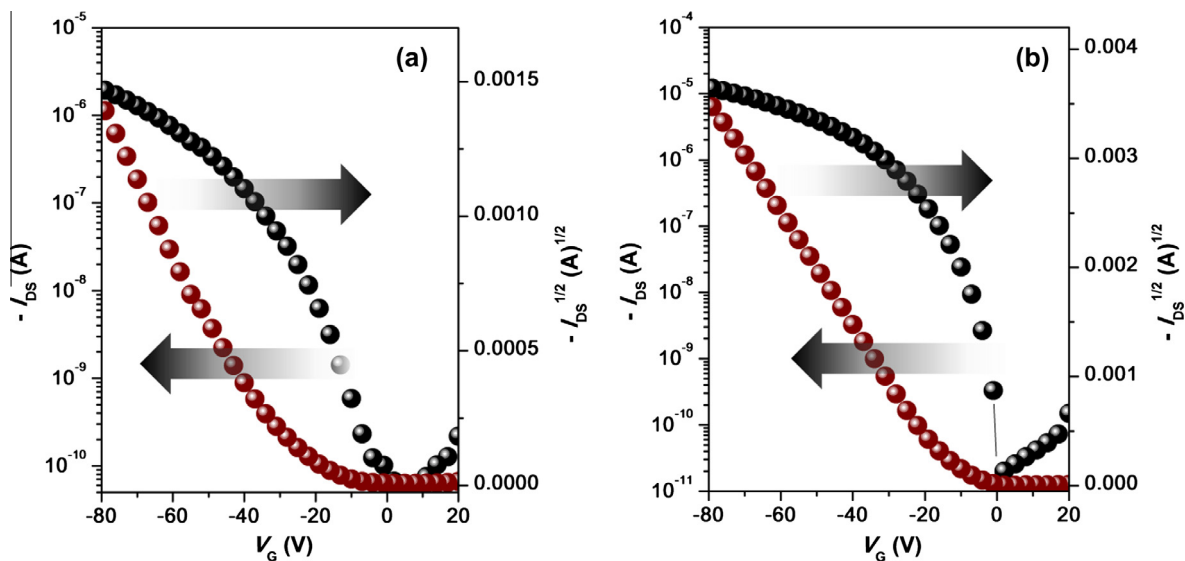 (a)
10⁻⁵
10⁻⁶
10⁻⁷
10⁻⁸
10⁻⁹
10⁻¹⁰
- I_DS (A)
0.0015
0.0010
0.0005
0.0000
- I_DS^1/2 (A)^1/2
-80 -60 -40 -20 0 20
V_G (V)
(b)
10⁻⁴
10⁻⁵
10⁻⁶
10⁻⁷
10⁻⁸
10⁻⁹
10⁻¹⁰
10⁻¹¹
- I_DS (A)
0.004
0.003
0.002
0.001
0.000
- I_DS^1/2 (A)^1/2
-80 -60 -40 -20 0 20
V_G (V)